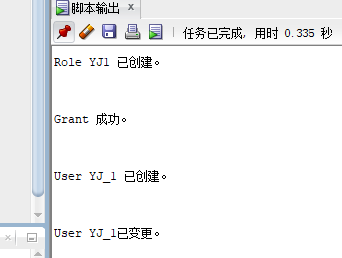 脚本输出 x
任务已完成, 用时 0.335 秒
Role YJ1 已创建。
Grant 成功。
User YJ_1 已创建。
User YJ_1已变更。